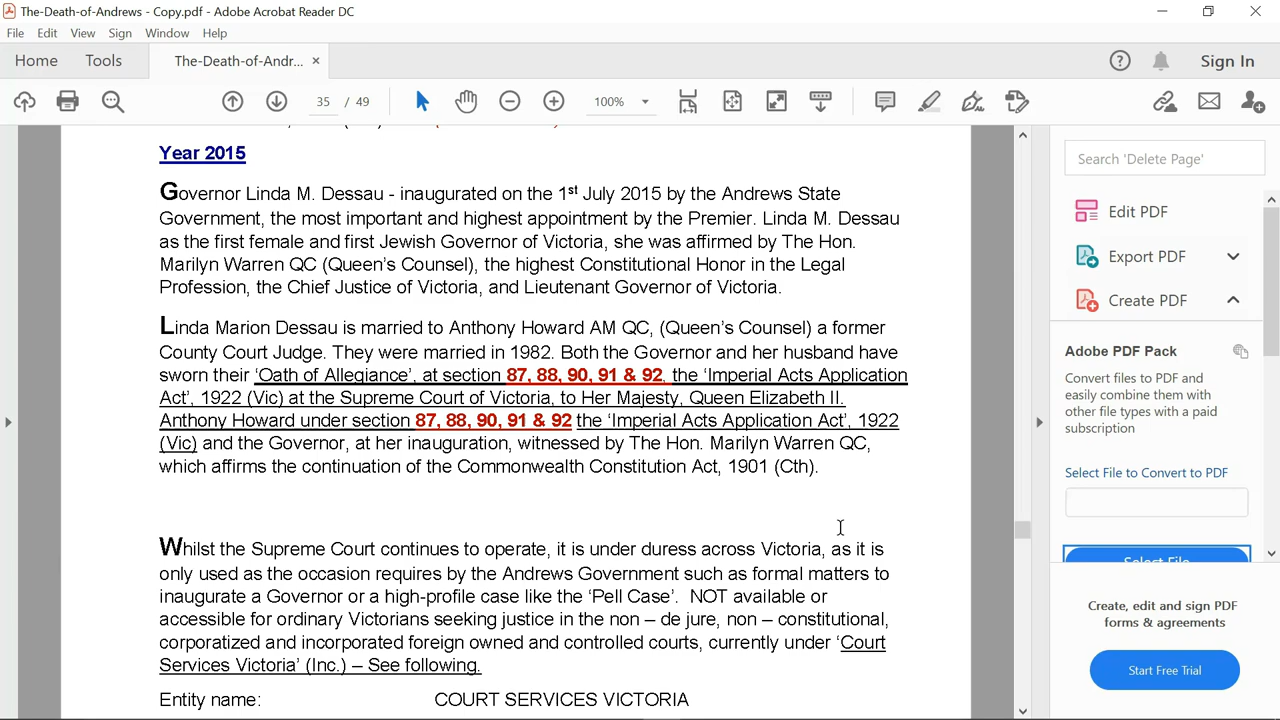 The-Death-of-Andrews - Copy.pdf - Adobe Acrobat Reader DC
File Edit View Sign Window Help
Home Tools The-Death-of-Andr... × Sign In
35 / 49 100%
Year 2015
Governor Linda M. Dessau - inaugurated on the 1st July 2015 by the Andrews State
Government, the most important and highest appointment by the Premier. Linda M. Dessau
as the first female and first Jewish Governor of Victoria, she was affirmed by The Hon.
Marilyn Warren QC (Queen's Counsel), the highest Constitutional Honor in the Legal
Profession, the Chief Justice of Victoria, and Lieutenant Governor of Victoria.
Linda Marion Dessau is married to Anthony Howard AM QC, (Queen's Counsel) a former
County Court Judge. They were married in 1982. Both the Governor and her husband have
sworn their 'Oath of Allegiance', at section 87, 88, 90, 91 & 92, the 'Imperial Acts Application
Act', 1922 (Vic) at the Supreme Court of Victoria, to Her Majesty, Queen Elizabeth II.
Anthony Howard under section 87, 88, 90, 91 & 92 the 'Imperial Acts Application Act', 1922
(Vic) and the Governor, at her inauguration, witnessed by The Hon. Marilyn Warren QC,
which affirms the continuation of the Commonwealth Constitution Act, 1901 (Cth).
Whilst the Supreme Court continues to operate, it is under duress across Victoria, as it is
only used as the occasion requires by the Andrews Government such as formal matters to
inaugurate a Governor or a high-profile case like the 'Pell Case'. NOT available or
accessible for ordinary Victorians seeking justice in the non – de jure, non – constitutional,
corporatized and incorporated foreign owned and controlled courts, currently under 'Court
Services Victoria' (Inc.) – See following.
Entity name: COURT SERVICES VICTORIA
Search 'Delete Page'
Edit PDF
Export PDF
Create PDF
Adobe PDF Pack
Convert files to PDF and
easily combine them with
other file types with a paid
subscription
Select File to Convert to PDF
Select File
Create, edit and sign PDF
forms & agreements
Start Free Trial